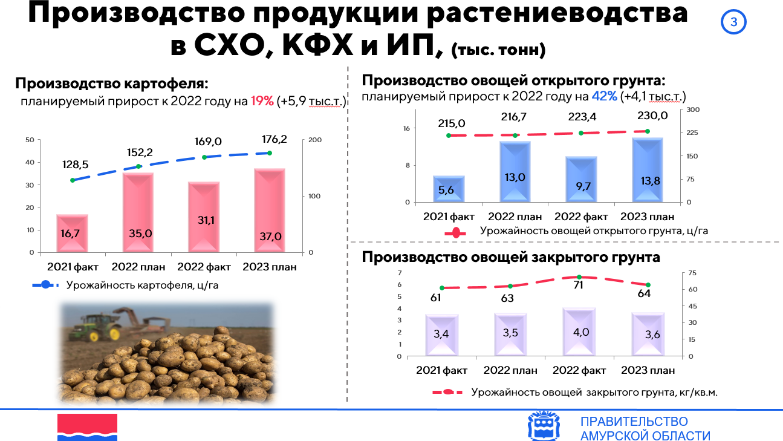 Производство продукции растениеводства
в СХО, КФХ и ИП, (тыс. тонн)
3
Производство картофеля:
планируемый прирост к 2022 году на 19% (+5,9 тыс.т.)
50
40
30
20
10
0
200
100
0
128,5
152,2
169,0
176,2
16,7
35,0
31,1
37,0
2021 факт
2022 план
2022 факт
2023 план
Урожайность картофеля, ц/га
Производство овощей открытого грунта:
планируемый прирост к 2022 году на 42% (+4,1 тыс.т.)
16
8
0
300
225
150
75
0
215,0
216,7
223,4
230,0
5,6
13,0
9,7
13,8
2021 факт
2022 план
2022 факт
2023 план
Урожайность овощей открытого грунта, ц/га
Производство овощей закрытого грунта
7
6
5
4
3
2
1
0
75
60
45
30
15
0
61
63
71
64
3,4
3,5
4,0
3,6
2021 факт
2022 план
2022 факт
2023 план
Урожайность овощей закрытого грунта, кг/кв.м.
ПРАВИТЕЛЬСТВО
АМУРСКОЙ ОБЛАСТИ